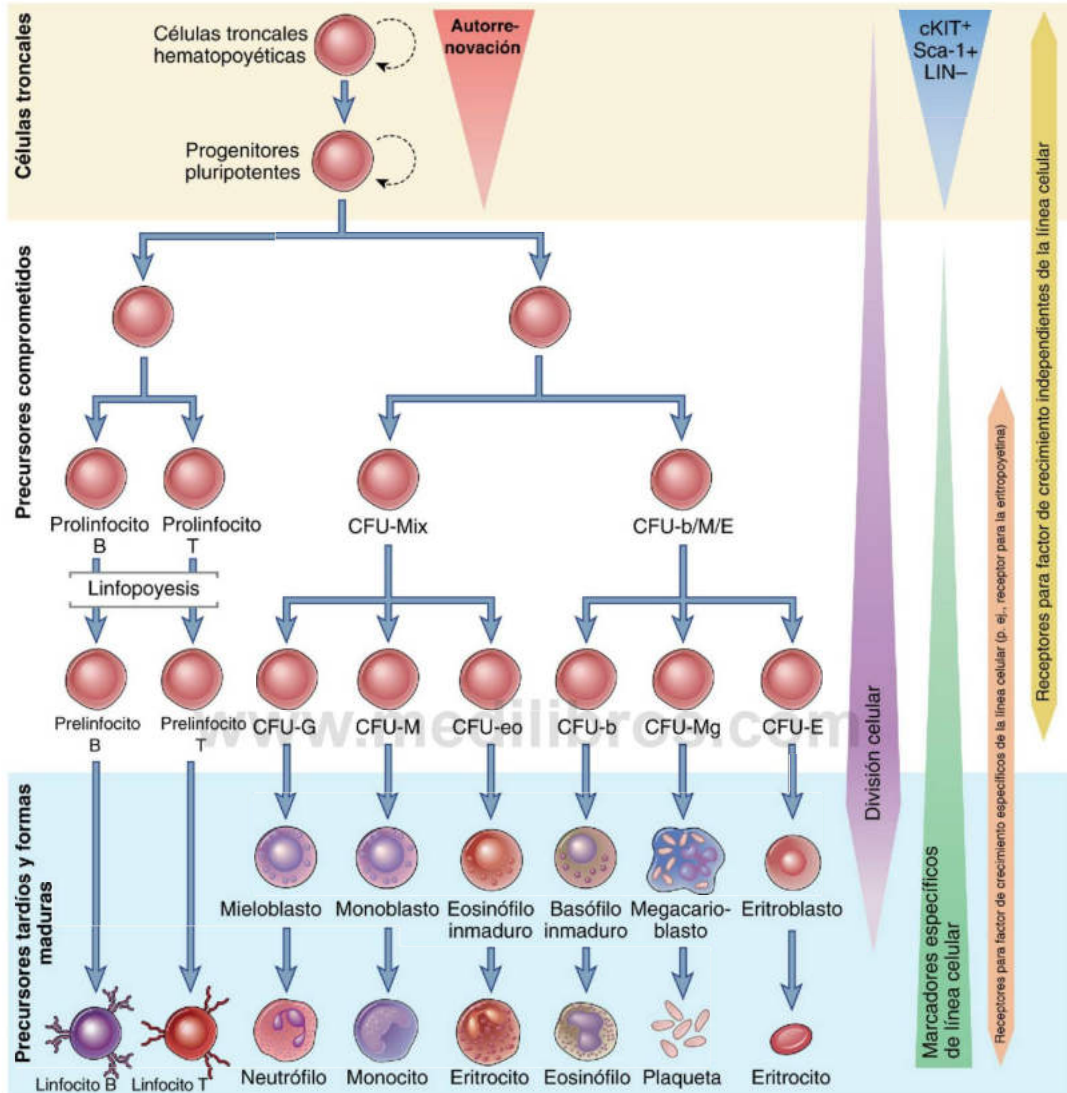 Células troncales
Células troncales
hematopoyéticas
Autorre-
novación
cKIT+
Sca-1+
LIN–
Progenitores
pluripotentes
Precursores comprometidos
Prolinfocito
B
Prolinfocito
T
CFU-Mix
CFU-b/M/E
Linfopoyesis
Prelinfocito
B
Prelinfocito
T
CFU-G
CFU-M
CFU-eo
CFU-b
CFU-Mg
CFU-E
www.medilibros.com
Precursores tardíos y formas
maduras
Mieloblasto
Monoblasto
Eosinófilo
inmaduro
Basófilo
inmaduro
Megacario-
blasto
Eritroblasto
Linfocito B
Linfocito T
Neutrófilo
Monocito
Eritrocito
Eosinófilo
Plaqueta
Eritrocito
División celular
Marcadores específicos
de línea celular
Receptores para factor de crecimiento específicos de la línea celular (p. ej., receptor para la eritropoyetina)
Receptores para factor de crecimiento independientes de la línea celular